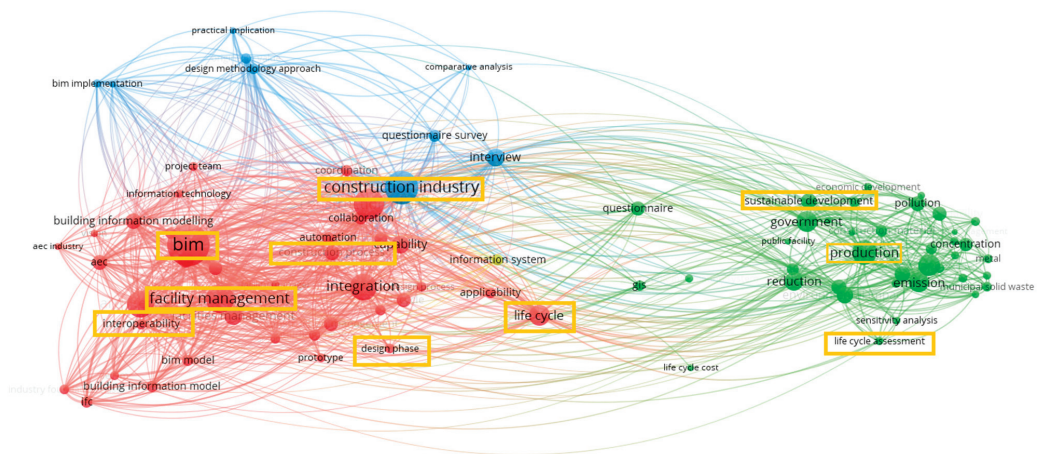 practical implication
design methodology approach
comparative analysis
bim implementation
questionnaire survey
interview
project team
coordination
construction industry
information technology
collaboration
building information modelling
automation
capability
aec industry
bim
construction process
information system
aec
integration
applicability
facility management
interoperability
life cycle
design phase
bim model
prototype
building information model
ifc
questionnaire
gis
life cycle cost
economic development
sustainable development
pollution
government
public facility
concentration
production
metal
reduction
emission
municipal solid waste
sensitivity analysis
life cycle assessment